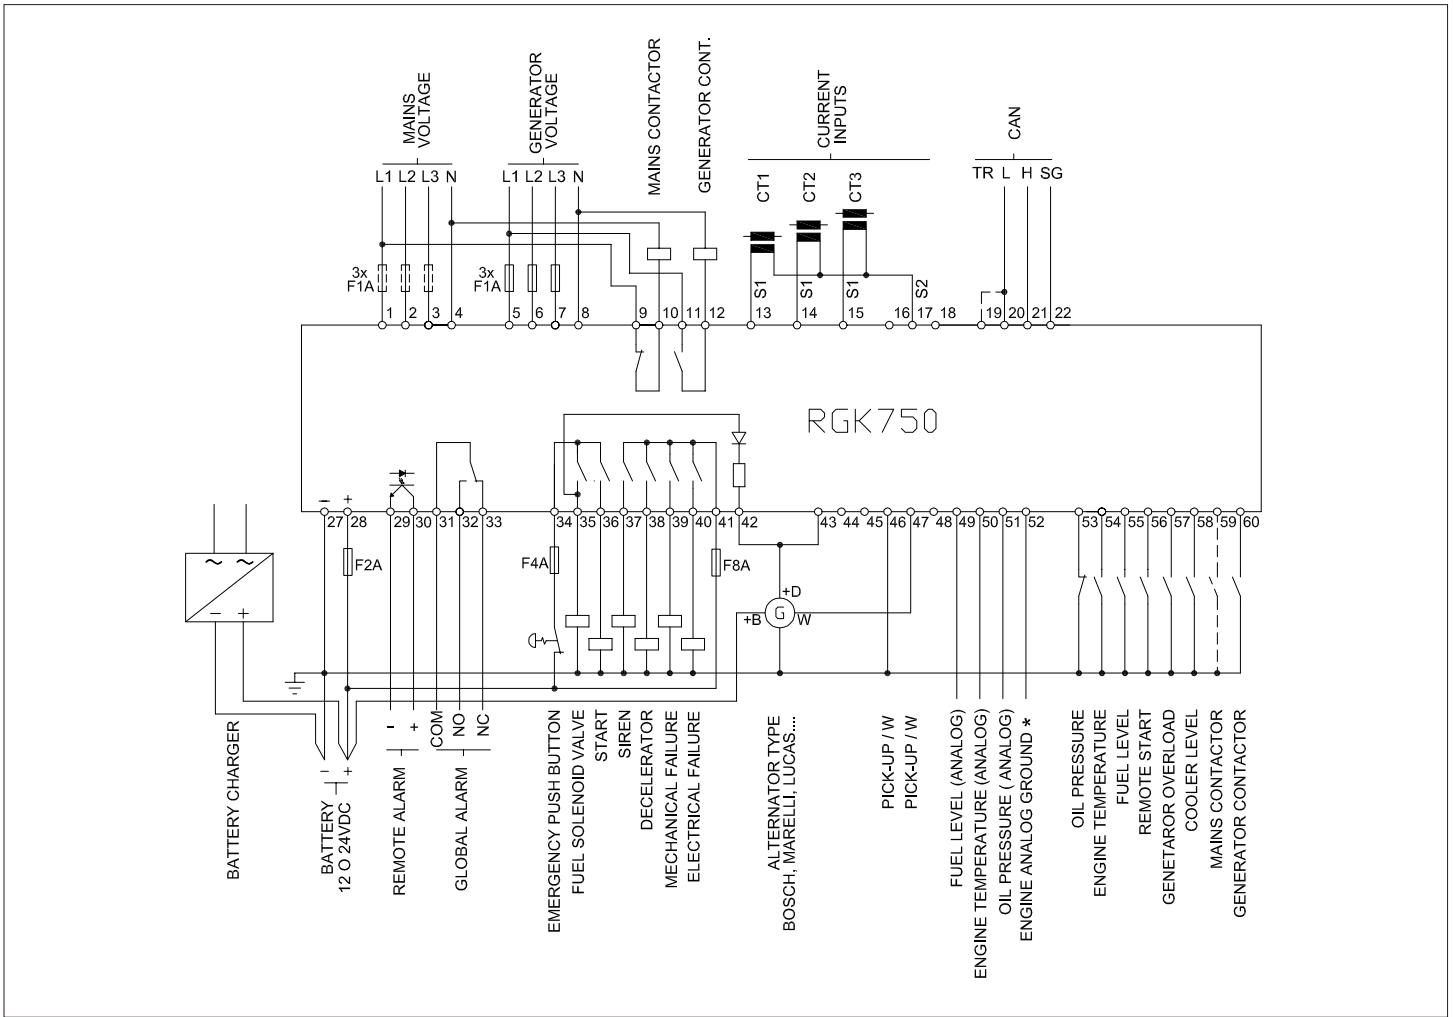 MAINS
VOLTAGE
GENERATOR
VOLTAGE
MAINS CONTACTOR
GENERATOR CONT.
CURRENT
INPUTS
CAN
L1 L2 L3 N
L1 L2 L3 N
CT1
CT2
CT3
TR L H SG
3x
F1A
3x
F1A
S1
S1
S1
S2
1 2 3 4 5 6 7 8 9 10 11 12 13 14 15 16 17 18 19 20 21 22
RGK750
- +
27 28 29 30 31 32 33 34 35 36 37 38 39 40 41 42 43 44 45 46 47 48 49 50 51 52 53 54 55 56 57 58 59 60
~ ~
- +
F2A
F4A
F8A
+D
+B G W
BATTERY CHARGER
- +
BATTERY
12 O 24VDC
- +
REMOTE ALARM
COM
NO
NC
GLOBAL ALARM
EMERGENCY PUSH BUTTON
FUEL SOLENOID VALVE
START
SIREN
DECELERATOR
MECHANICAL FAILURE
ELECTRICAL FAILURE
ALTERNATOR TYPE
BOSCH, MARELLI, LUCAS....
PICK-UP / W
PICK-UP / W
FUEL LEVEL (ANALOG)
ENGINE TEMPERATURE (ANALOG)
OIL PRESSURE ( ANALOG)
ENGINE ANALOG GROUND *
OIL PRESSURE
ENGINE TEMPERATURE
FUEL LEVEL
REMOTE START
GENETAROR OVERLOAD
COOLER LEVEL
MAINS CONTACTOR
GENERATOR CONTACTOR